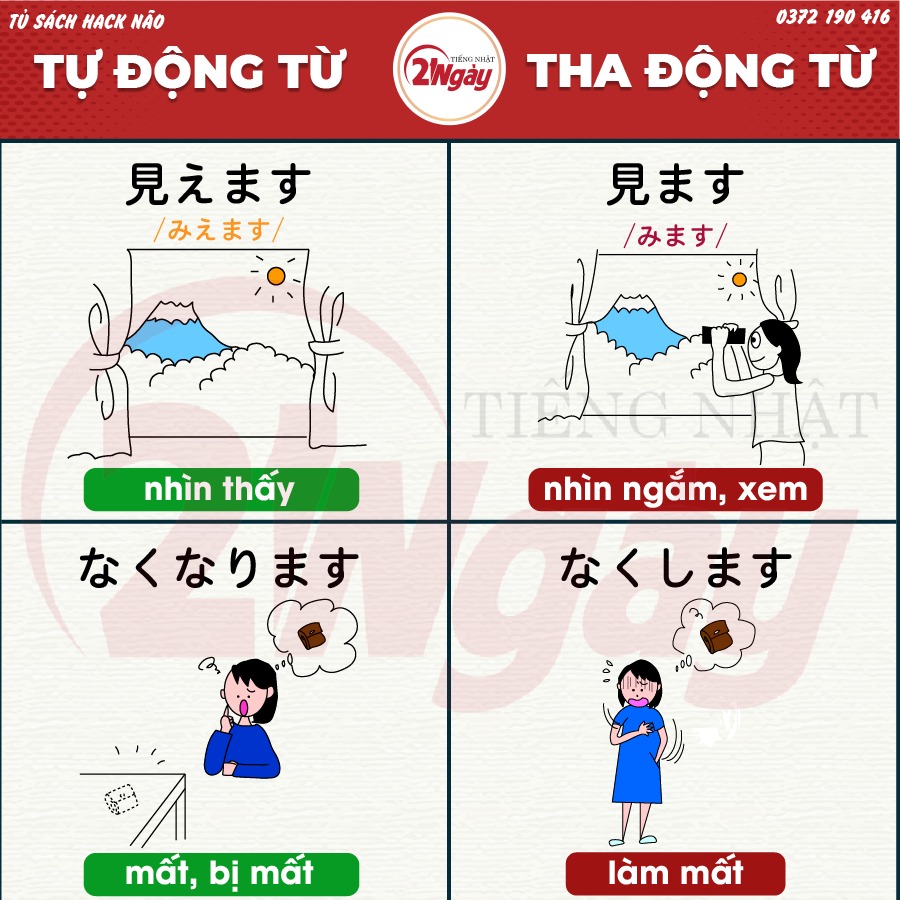 TỦ SÁCH HACK NÃO
0372 190 416
TỰ ĐỘNG TỪ
TIẾNG NHẬT
21Ngày
THA ĐỘNG TỪ
見えます
/みえます/
nhìn thấy
見ます
/みます/
nhìn ngắm, xem
なくなります
mất, bị mất
なくします
làm mất
TIẾNG NHẬT
21Ngày